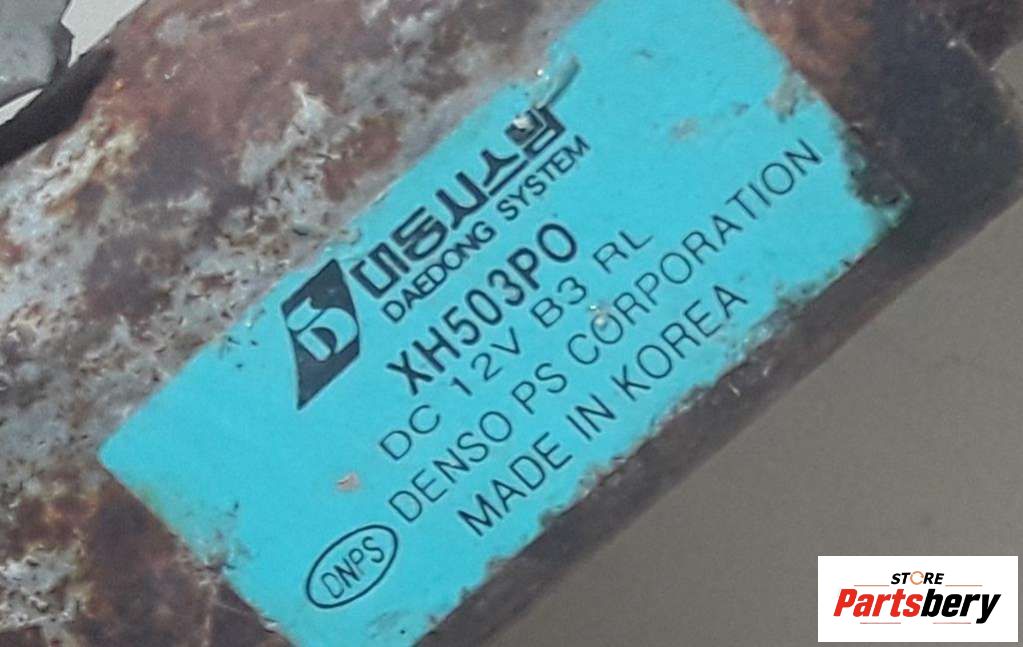 대동시스템
DAEDONG SYSTEM
XH503PO
DC 12V B3 RL
DENSO PS CORPORATION
DNPS
MADE IN KOREA
STORE
Partsbery